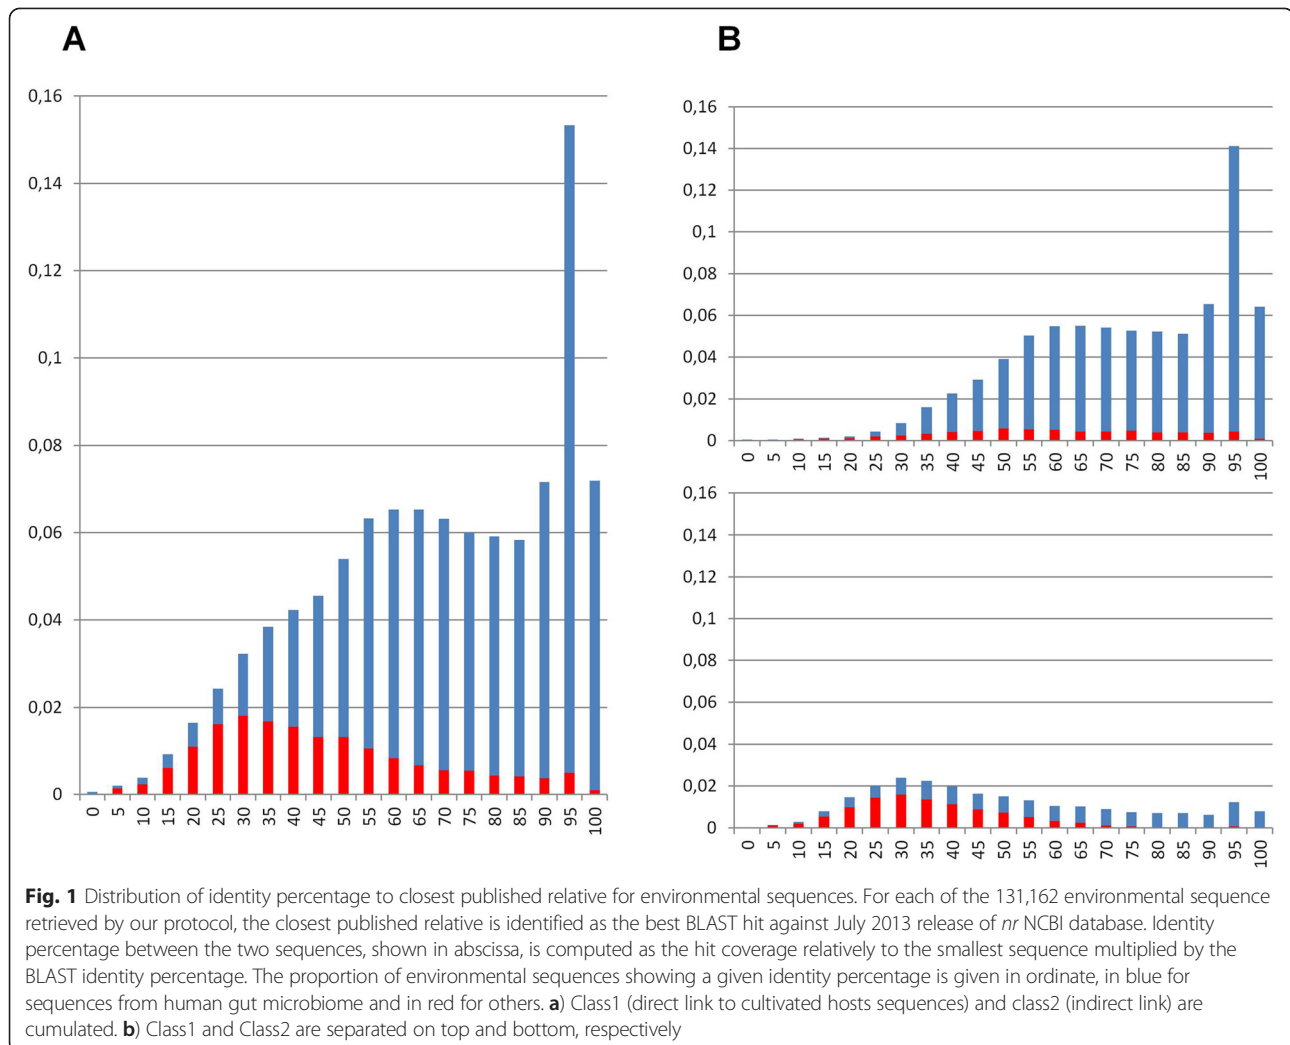 A
B
0,16
0,14
0,12
0,1
0,08
0,06
0,04
0,02
0
0 5 10 15 20 25 30 35 40 45 50 55 60 65 70 75 80 85 90 95 100
0,16
0,14
0,12
0,1
0,08
0,06
0,04
0,02
0
0 5 10 15 20 25 30 35 40 45 50 55 60 65 70 75 80 85 90 95 100
0,16
0,14
0,12
0,1
0,08
0,06
0,04
0,02
0
0 5 10 15 20 25 30 35 40 45 50 55 60 65 70 75 80 85 90 95 100
Fig. 1 Distribution of identity percentage to closest published relative for environmental sequences. For each of the 131,162 environmental sequence
retrieved by our protocol, the closest published relative is identified as the best BLAST hit against July 2013 release of nr NCBI database. Identity
percentage between the two sequences, shown in abscissa, is computed as the hit coverage relatively to the smallest sequence multiplied by the
BLAST identity percentage. The proportion of environmental sequences showing a given identity percentage is given in ordinate, in blue for
sequences from human gut microbiome and in red for others. a) Class1 (direct link to cultivated hosts sequences) and class2 (indirect link) are
cumulated. b) Class1 and Class2 are separated on top and bottom, respectively